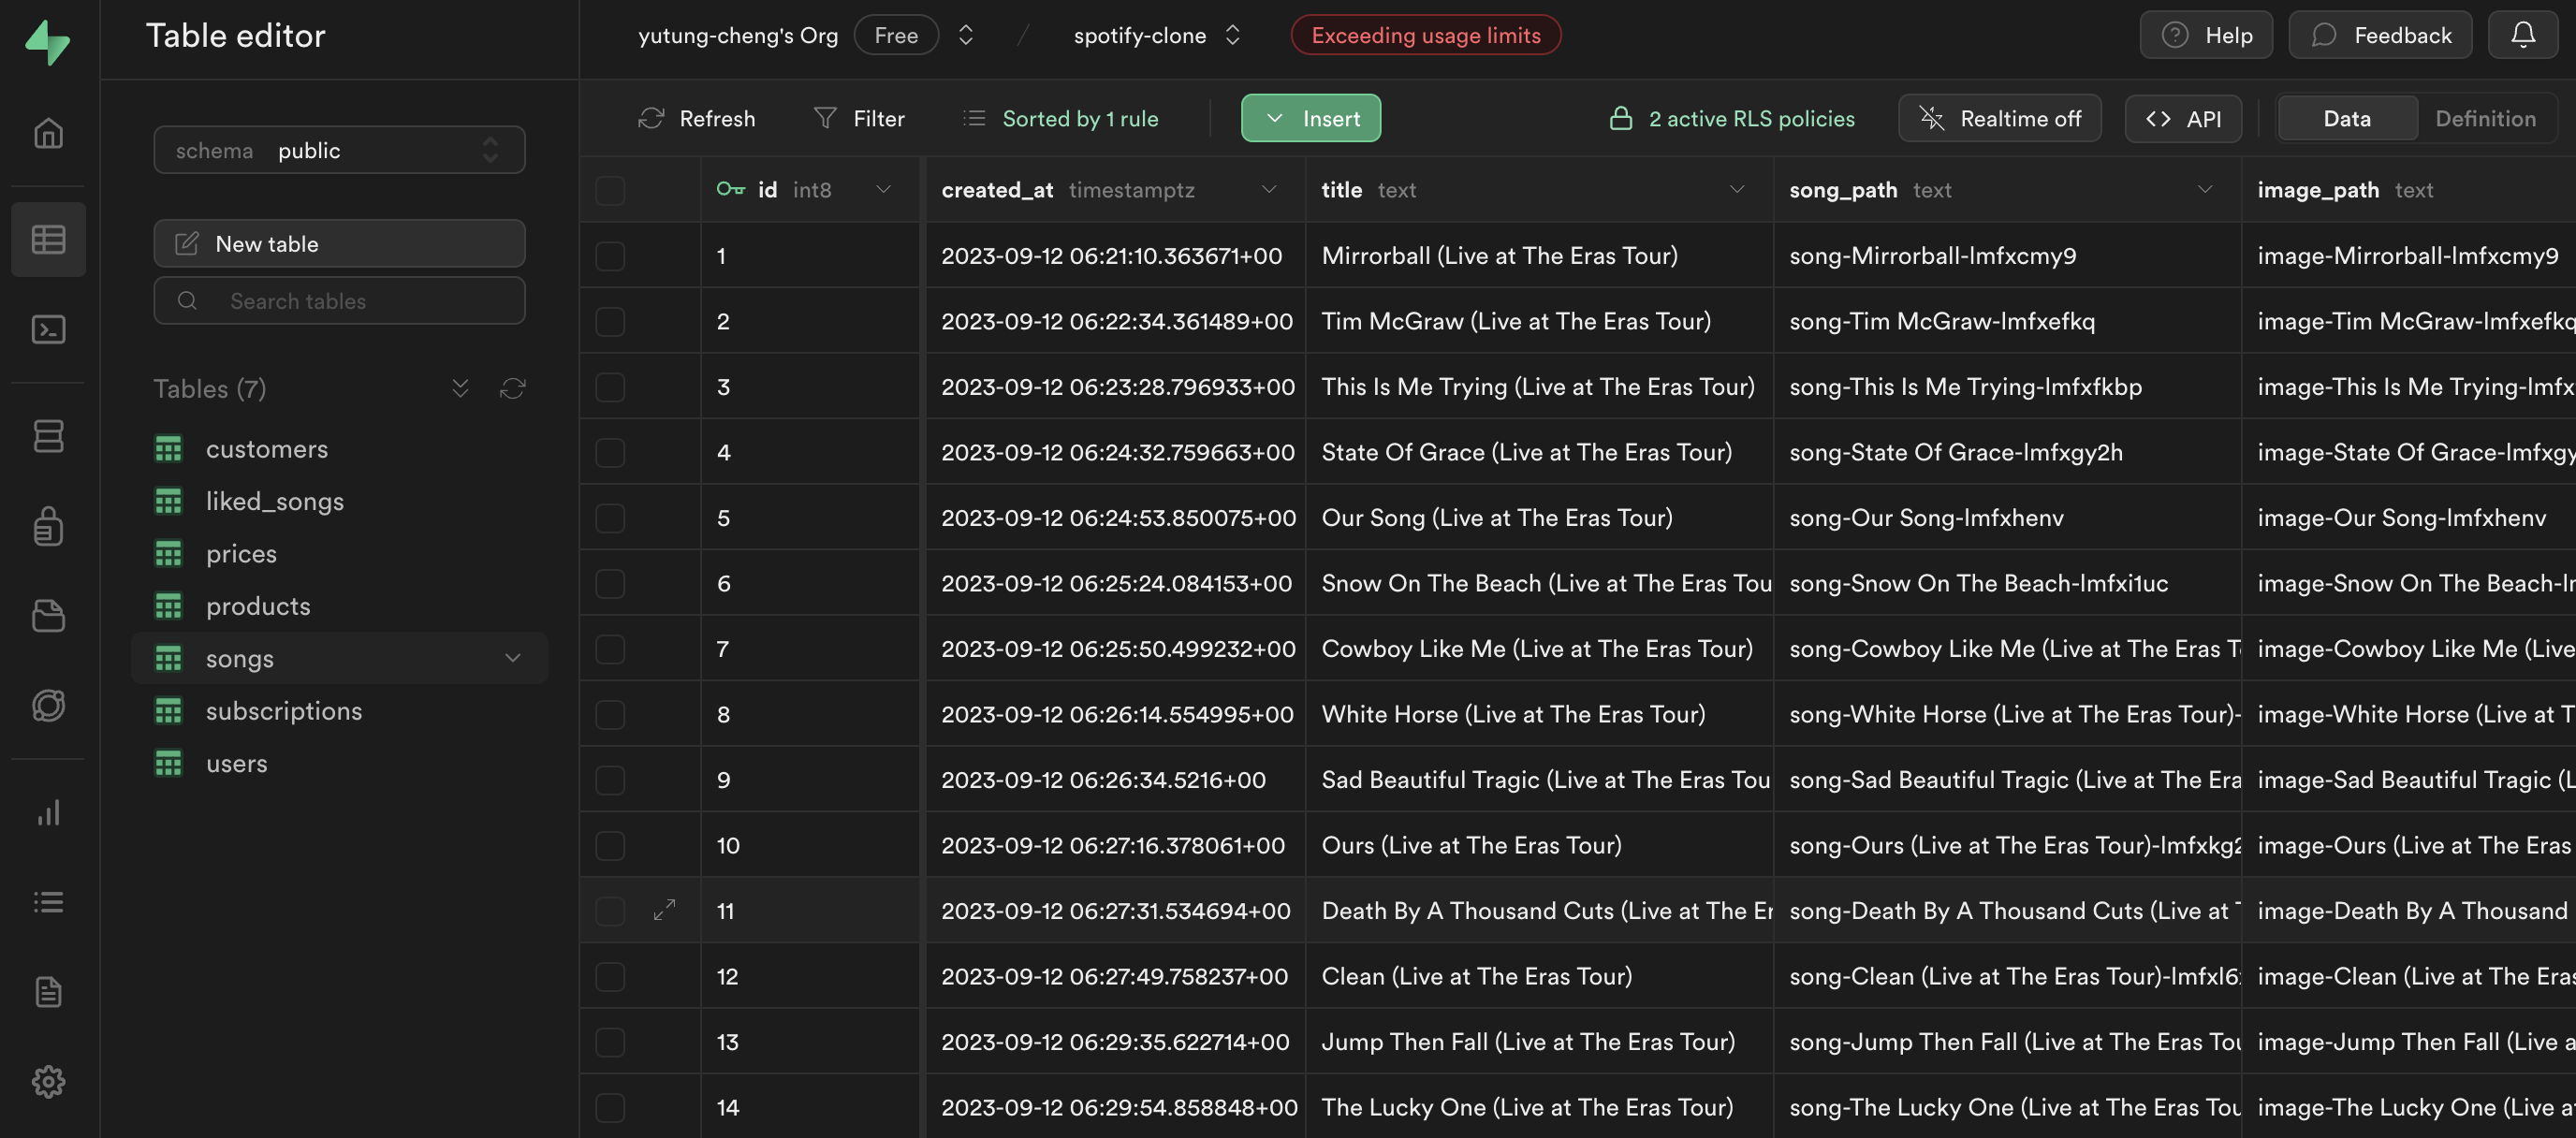 Table editor
yutung-cheng's Org Free / spotify-clone Exceeding usage limits Help Feedback
schema public
New table
Search tables
Tables (7)
customers
liked_songs
prices
products
songs
subscriptions
users
Refresh Filter Sorted by 1 rule Insert 2 active RLS policies Realtime off <> API Data Definition
id int8 created_at timestamptz title text song_path text image_path text
1 2023-09-12 06:21:10.363671+00 Mirrorball (Live at The Eras Tour) song-Mirrorball-lmfxcmy9 image-Mirrorball-lmfxcmy9
2 2023-09-12 06:22:34.361489+00 Tim McGraw (Live at The Eras Tour) song-Tim McGraw-lmfxefkq image-Tim McGraw-lmfxefkq
3 2023-09-12 06:23:28.796933+00 This Is Me Trying (Live at The Eras Tour) song-This Is Me Trying-lmfxfkbp image-This Is Me Trying-lmfx
4 2023-09-12 06:24:32.759663+00 State Of Grace (Live at The Eras Tour) song-State Of Grace-lmfxgy2h image-State Of Grace-lmfxgy
5 2023-09-12 06:24:53.850075+00 Our Song (Live at The Eras Tour) song-Our Song-lmfxhenv image-Our Song-lmfxhenv
6 2023-09-12 06:25:24.084153+00 Snow On The Beach (Live at The Eras Tou song-Snow On The Beach-lmfxi1uc image-Snow On The Beach-lm
7 2023-09-12 06:25:50.499232+00 Cowboy Like Me (Live at The Eras Tour) song-Cowboy Like Me (Live at The Eras T image-Cowboy Like Me (Live
8 2023-09-12 06:26:14.554995+00 White Horse (Live at The Eras Tour) song-White Horse (Live at The Eras Tour)- image-White Horse (Live at T
9 2023-09-12 06:26:34.5216+00 Sad Beautiful Tragic (Live at The Eras Tou song-Sad Beautiful Tragic (Live at The Era image-Sad Beautiful Tragic (L
10 2023-09-12 06:27:16.378061+00 Ours (Live at The Eras Tour) song-Ours (Live at The Eras Tour)-lmfxkg2 image-Ours (Live at The Eras
11 2023-09-12 06:27:31.534694+00 Death By A Thousand Cuts (Live at The Er song-Death By A Thousand Cuts (Live at T image-Death By A Thousand
12 2023-09-12 06:27:49.758237+00 Clean (Live at The Eras Tour) song-Clean (Live at The Eras Tour)-lmfxl6 image-Clean (Live at The Eras
13 2023-09-12 06:29:35.622714+00 Jump Then Fall (Live at The Eras Tour) song-Jump Then Fall (Live at The Eras Tou image-Jump Then Fall (Live a
14 2023-09-12 06:29:54.858848+00 The Lucky One (Live at The Eras Tour) song-The Lucky One (Live at The Eras Tou image-The Lucky One (Live at